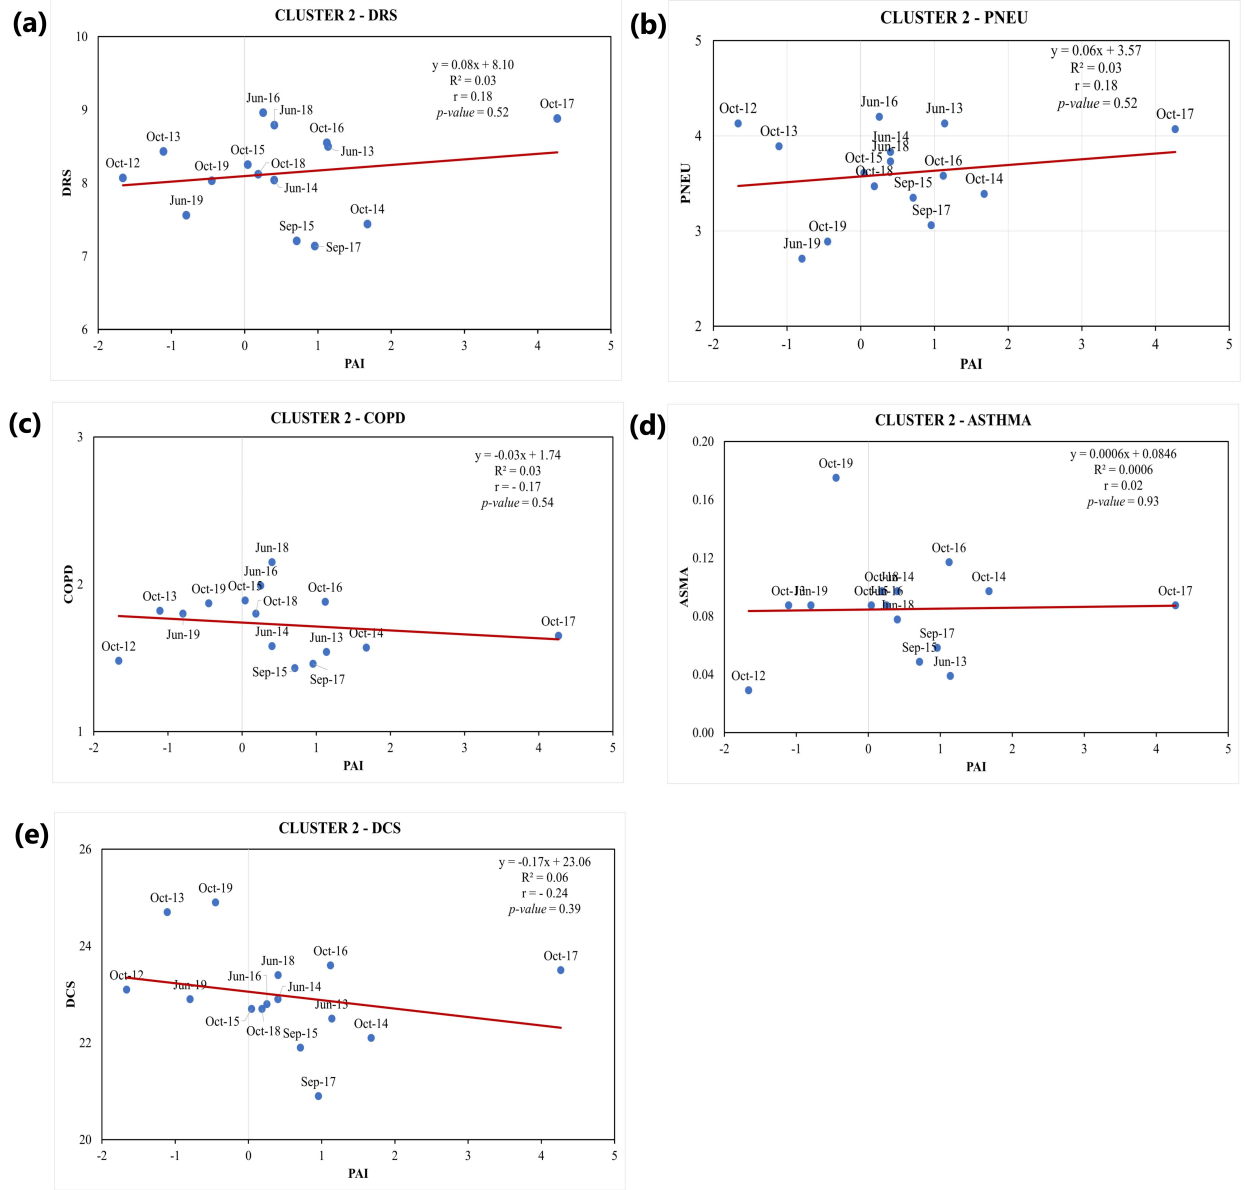 (a)
CLUSTER 2 - DRS
y = 0.08x + 8.10
R² = 0.03
r = 0.18
p-value = 0.52
10
9
8
7
6
DRS
Oct-12
Oct-13
Jun-19
Oct-19
Oct-15
Jun-16
Jun-18
Oct-18
Jun-14
Oct-16
Jun-13
Sep-15
Sep-17
Oct-14
Oct-17
-2 -1 0 1 2 3 4 5
PAI
(b)
CLUSTER 2 - PNEU
y = 0.06x + 3.57
R² = 0.03
r = 0.18
p-value = 0.52
5
4
3
2
PNEU
Oct-12
Oct-13
Jun-19
Oct-19
Jun-16
Jun-14
Jun-18
Oct-15
Oct-18
Sep-15
Sep-17
Jun-13
Oct-16
Oct-14
Oct-17
-2 -1 0 1 2 3 4 5
PAI
(c)
CLUSTER 2 - COPD
y = -0.03x + 1.74
R² = 0.03
r = - 0.17
p-value = 0.54
3
2
1
COPD
Oct-12
Oct-13
Jun-19
Oct-19
Oct-15
Jun-18
Jun-16
Oct-18
Jun-14
Sep-15
Sep-17
Oct-16
Jun-13
Oct-14
Oct-17
-2 -1 0 1 2 3 4 5
PAI
(d)
CLUSTER 2 - ASTHMA
y = 0.0006x + 0.0846
R² = 0.0006
r = 0.02
p-value = 0.93
0.20
0.16
0.12
0.08
0.04
0.00
ASMA
Oct-12
Oct-13
Jun-19
Oct-19
Oct-18
Jun-14
Oct-15
Jun-16
Jun-18
Sep-17
Sep-15
Jun-13
Oct-16
Oct-14
Oct-17
-2 -1 0 1 2 3 4 5
PAI
(e)
CLUSTER 2 - DCS
y = -0.17x + 23.06
R² = 0.06
r = - 0.24
p-value = 0.39
26
24
22
20
DCS
Oct-12
Oct-13
Oct-19
Jun-19
Jun-16
Jun-18
Jun-14
Oct-15
Oct-18
Sep-15
Sep-17
Oct-16
Jun-13
Oct-14
Oct-17
-2 -1 0 1 2 3 4 5
PAI